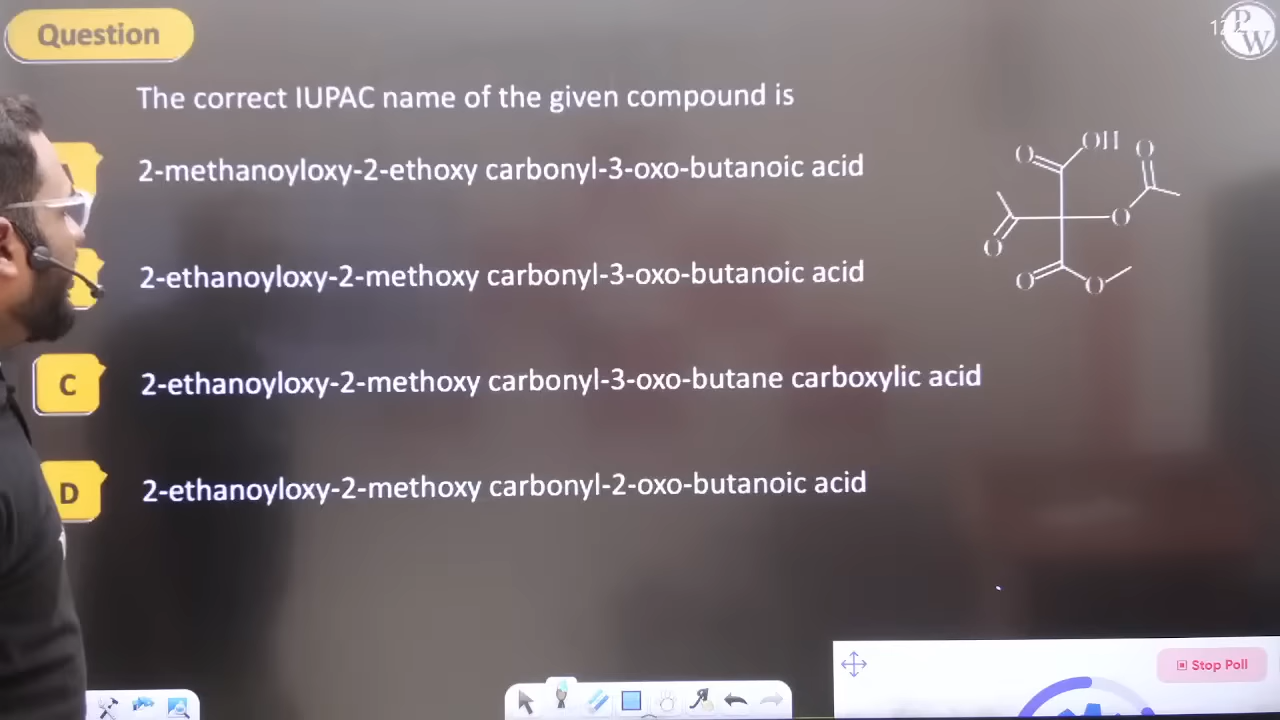 Question
12
PW
The correct IUPAC name of the given compound is
2-methanoyloxy-2-ethoxy carbonyl-3-oxo-butanoic acid
2-ethanoyloxy-2-methoxy carbonyl-3-oxo-butanoic acid
C 2-ethanoyloxy-2-methoxy carbonyl-3-oxo-butane carboxylic acid
D 2-ethanoyloxy-2-methoxy carbonyl-2-oxo-butanoic acid
O OH O
O O
O O
Stop Poll